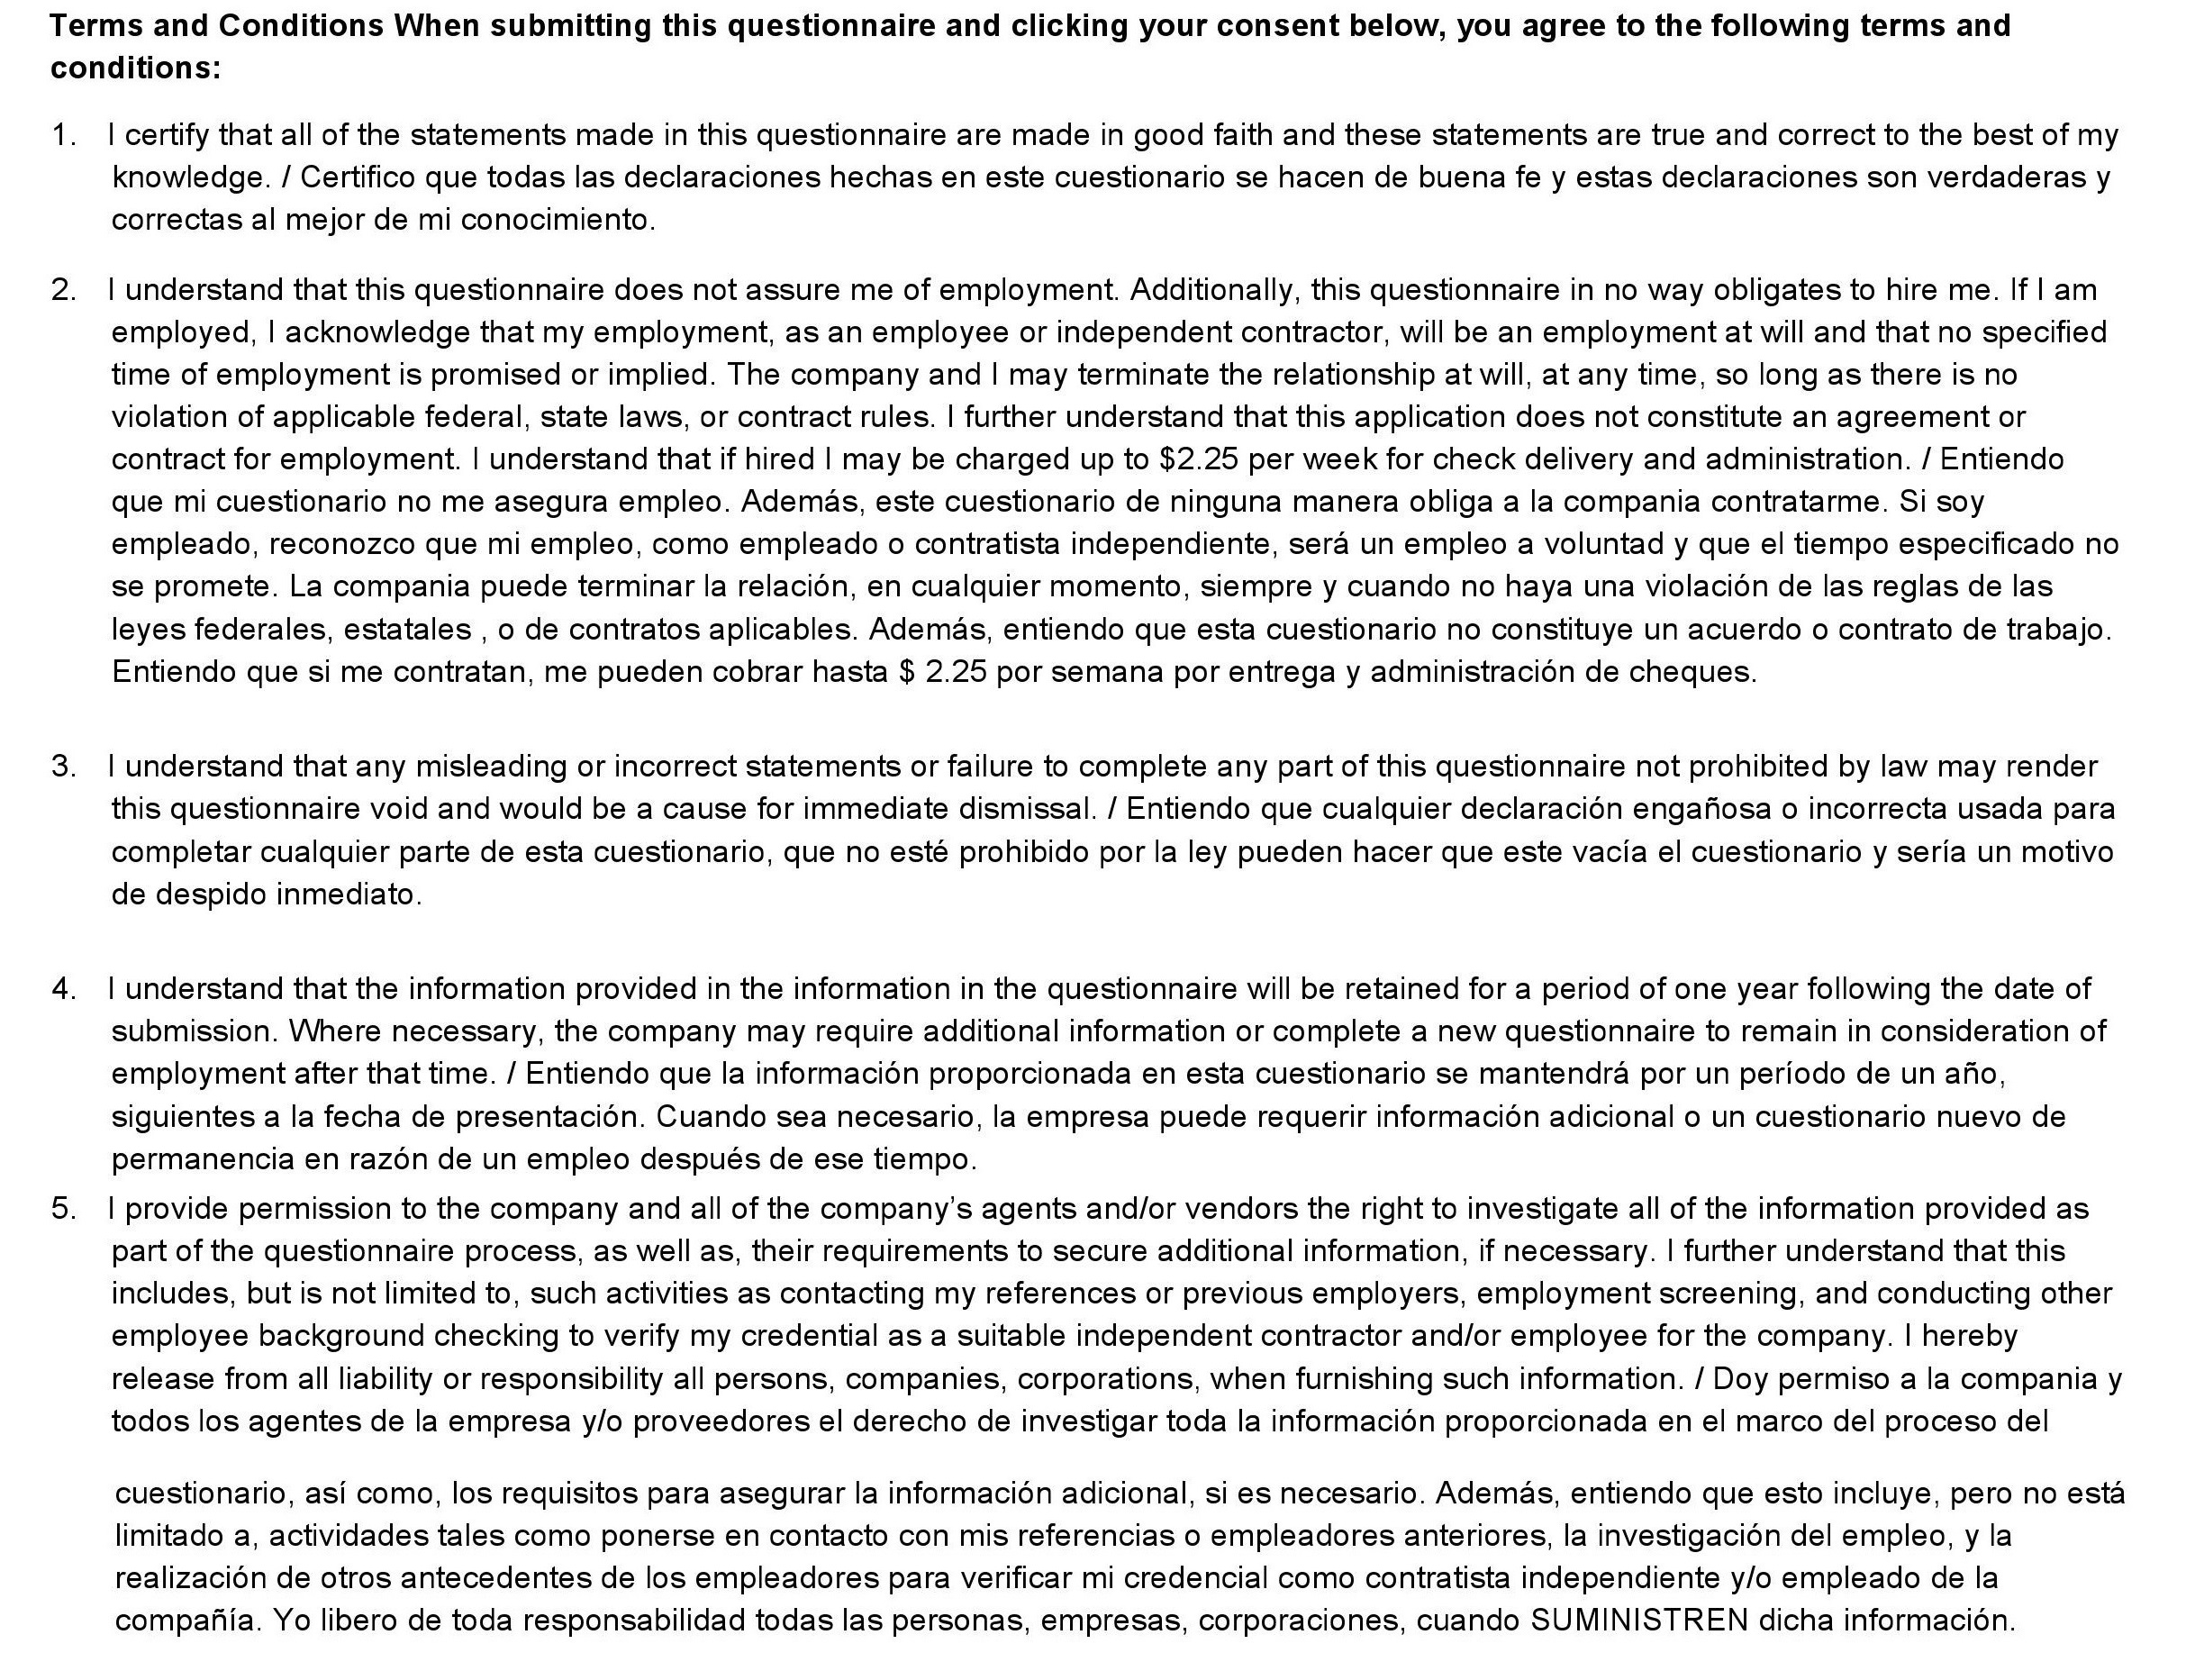 Terms and Conditions When submitting this questionnaire and clicking your consent below, you agree to the following terms and
conditions:
1. I certify that all of the statements made in this questionnaire are made in good faith and these statements are true and correct to the best of my
knowledge. / Certifico que todas las declaraciones hechas en este cuestionario se hacen de buena fe y estas declaraciones son verdaderas y
correctas al mejor de mi conocimiento.
2. I understand that this questionnaire does not assure me of employment. Additionally, this questionnaire in no way obligates to hire me. If I am
employed, I acknowledge that my employment, as an employee or independent contractor, will be an employment at will and that no specified
time of employment is promised or implied. The company and I may terminate the relationship at will, at any time, so long as there is no
violation of applicable federal, state laws, or contract rules. I further understand that this application does not constitute an agreement or
contract for employment. I understand that if hired I may be charged up to $2.25 per week for check delivery and administration. / Entiendo
que mi cuestionario no me asegura empleo. Además, este cuestionario de ninguna manera obliga a la compania contratarme. Si soy
empleado, reconozco que mi empleo, como empleado o contratista independiente, será un empleo a voluntad y que el tiempo especificado no
se promete. La compania puede terminar la relación, en cualquier momento, siempre y cuando no haya una violación de las reglas de las
leyes federales, estatales , o de contratos aplicables. Además, entiendo que esta cuestionario no constituye un acuerdo o contrato de trabajo.
Entiendo que si me contratan, me pueden cobrar hasta $ 2.25 por semana por entrega y administración de cheques.
3. I understand that any misleading or incorrect statements or failure to complete any part of this questionnaire not prohibited by law may render
this questionnaire void and would be a cause for immediate dismissal. / Entiendo que cualquier declaración engañosa o incorrecta usada para
completar cualquier parte de esta cuestionario, que no esté prohibido por la ley pueden hacer que este vacía el cuestionario y sería un motivo
de despido inmediato.
4. I understand that the information provided in the information in the questionnaire will be retained for a period of one year following the date of
submission. Where necessary, the company may require additional information or complete a new questionnaire to remain in consideration of
employment after that time. / Entiendo que la información proporcionada en esta cuestionario se mantendrá por un período de un año,
siguientes a la fecha de presentación. Cuando sea necesario, la empresa puede requerir información adicional o un cuestionario nuevo de
permanencia en razón de un empleo después de ese tiempo.
5. I provide permission to the company and all of the company’s agents and/or vendors the right to investigate all of the information provided as
part of the questionnaire process, as well as, their requirements to secure additional information, if necessary. I further understand that this
includes, but is not limited to, such activities as contacting my references or previous employers, employment screening, and conducting other
employee background checking to verify my credential as a suitable independent contractor and/or employee for the company. I hereby
release from all liability or responsibility all persons, companies, corporations, when furnishing such information. / Doy permiso a la compania y
todos los agentes de la empresa y/o proveedores el derecho de investigar toda la información proporcionada en el marco del proceso del
cuestionario, así como, los requisitos para asegurar la información adicional, si es necesario. Además, entiendo que esto incluye, pero no está
limitado a, actividades tales como ponerse en contacto con mis referencias o empleadores anteriores, la investigación del empleo, y la
realización de otros antecedentes de los empleadores para verificar mi credencial como contratista independiente y/o empleado de la
compañía. Yo libero de toda responsabilidad todas las personas, empresas, corporaciones, cuando SUMINISTREN dicha información.